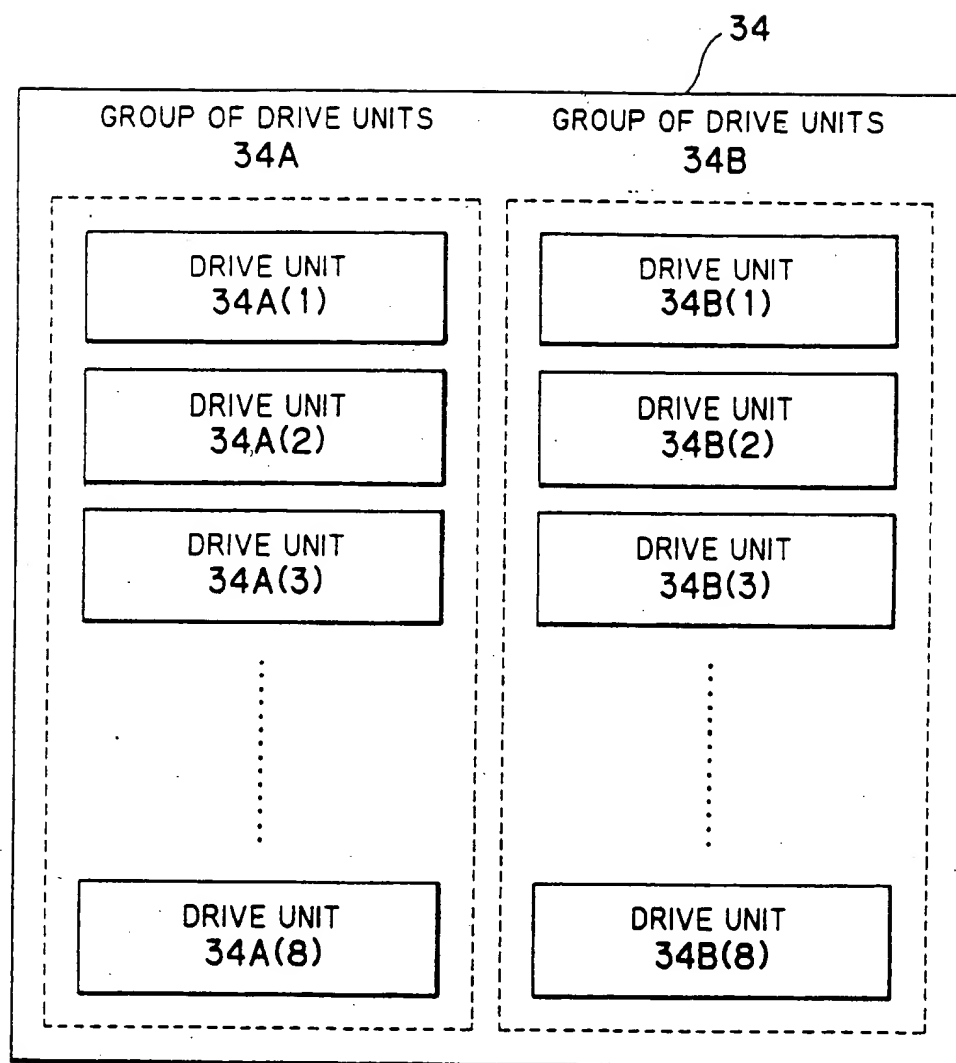 34
GROUP OF DRIVE UNITS
34A
DRIVE UNIT
34A(1)
DRIVE UNIT
34A(2)
DRIVE UNIT
34A(3)
DRIVE UNIT
34A(8)
GROUP OF DRIVE UNITS
34B
DRIVE UNIT
34B(1)
DRIVE UNIT
34B(2)
DRIVE UNIT
34B(3)
DRIVE UNIT
34B(8)